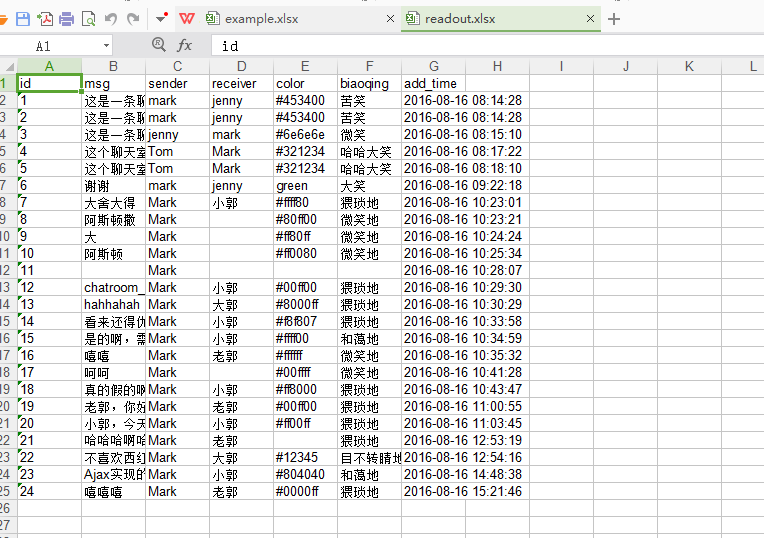 example.xlsx × readout.xlsx × +
A1 fx id
A B C D E F G H I J K L
1 id msg sender receiver color biaoqing add_time
2 1 这是一条聊 mark jenny #453400 苦笑 2016-08-16 08:14:28
3 2 这是一条聊 mark jenny #453400 苦笑 2016-08-16 08:14:28
4 3 这是一条聊 jenny mark #6e6e6e 微笑 2016-08-16 08:15:10
5 4 这个聊天室 Tom Mark #321234 哈哈大笑 2016-08-16 08:17:22
6 5 这个聊天室 Tom Mark #321234 哈哈大笑 2016-08-16 08:18:10
7 6 谢谢 mark jenny green 大笑 2016-08-16 09:22:18
8 7 大舍大得 Mark 小郭 #ffff80 猥琐地 2016-08-16 10:23:01
9 8 阿斯顿撒 Mark #80ff00 微笑地 2016-08-16 10:23:21
10 9 大 Mark #ff80ff 微笑地 2016-08-16 10:24:24
11 10 阿斯顿 Mark #ff0080 微笑地 2016-08-16 10:25:34
12 11 Mark 2016-08-16 10:28:07
13 12 chatroom_ Mark 小郭 #00ff00 猥琐地 2016-08-16 10:29:30
14 13 hahhahah Mark 大郭 #8000ff 猥琐地 2016-08-16 10:30:29
15 14 看来还得 Mark 小郭 #f8f807 猥琐地 2016-08-16 10:33:58
16 15 是的啊，需 Mark 小郭 #ffff00 和蔼地 2016-08-16 10:34:59
17 16 嘻嘻 Mark 老郭 #ffffff 微笑地 2016-08-16 10:35:32
18 17 呵呵 Mark #00ffff 微笑地 2016-08-16 10:41:28
19 18 真的假的啊 Mark 小郭 #ff8000 猥琐地 2016-08-16 10:43:47
20 19 老郭，你好 Mark 老郭 #00ff00 猥琐地 2016-08-16 11:00:55
21 20 小郭，今天 Mark 小郭 #ff00ff 猥琐地 2016-08-16 11:03:45
22 21 哈哈哈啊哈 Mark 老郭 猥琐地 2016-08-16 12:53:19
23 22 不喜欢西红 Mark 大郭 #12345 目不转睛地 2016-08-16 12:54:16
24 23 Ajax实现的 Mark 小郭 #804040 和蔼地 2016-08-16 14:48:38
25 24 嘻嘻嘻 Mark 老郭 #0000ff 猥琐地 2016-08-16 15:21:46
26
27